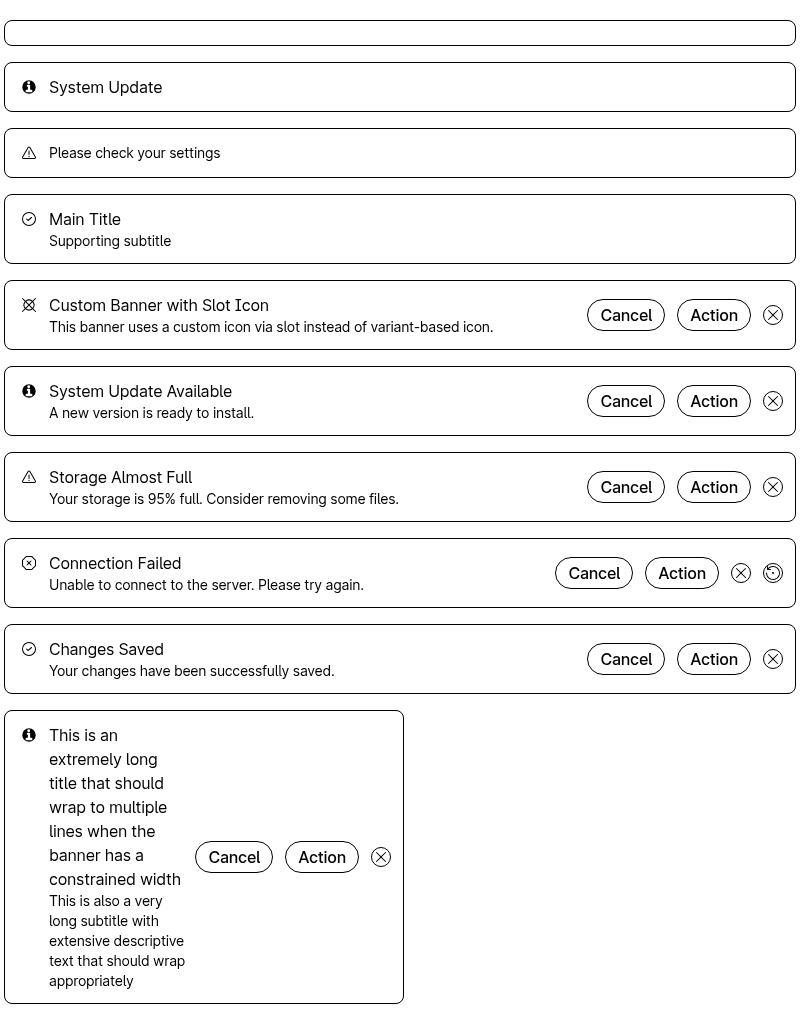 System Update
Please check your settings
Main Title
Supporting subtitle
Custom Banner with Slot Icon
This banner uses a custom icon via slot instead of variant-based icon.
Cancel Action
System Update Available
A new version is ready to install.
Cancel Action
Storage Almost Full
Your storage is 95% full. Consider removing some files.
Cancel Action
Connection Failed
Unable to connect to the server. Please try again.
Cancel Action
Changes Saved
Your changes have been successfully saved.
Cancel Action
This is an
extremely long
title that should
wrap to multiple
lines when the
banner has a
constrained width
This is also a very
long subtitle with
extensive descriptive
text that should wrap
appropriately
Cancel Action